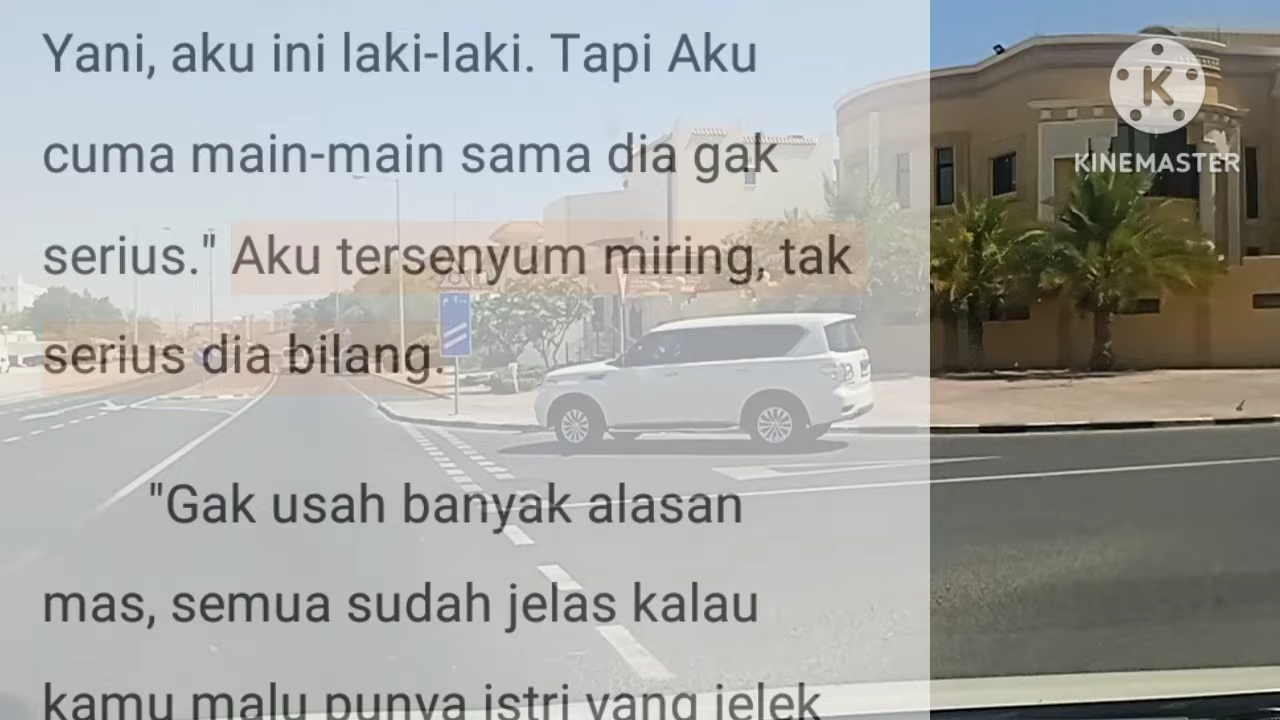 Yani, aku ini laki-laki. Tapi Aku
cuma main-main sama dia gak
serius." Aku tersenyum miring, tak
serius dia bilang.
"Gak usah banyak alasan
mas, semua sudah jelas kalau
kamu malu punya istri yang jelek
KINEMASTER